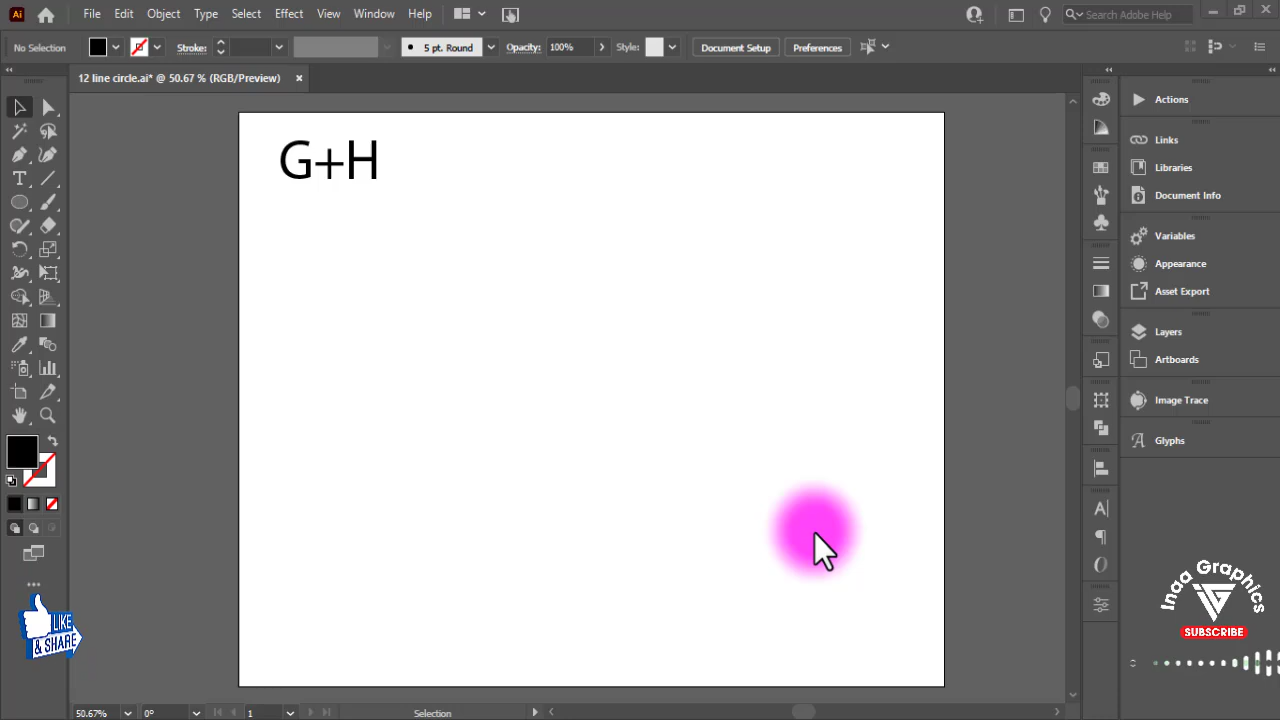 Ai File Edit Object Type Select Effect View Window Help Search Adobe Help
No Selection Stroke: 5 pt. Round Opacity: 100% Style: Document Setup Preferences
12 line circle.ai* @ 50.67 % (RGB/Preview) ×
G+H
Actions
Links
Libraries
Document Info
Variables
Appearance
Asset Export
Layers
Artboards
Image Trace
Glyphs
Inaa Graphics
SUBSCRIBE
LIKE
& SHARE
50.67% 0° 1 Selection